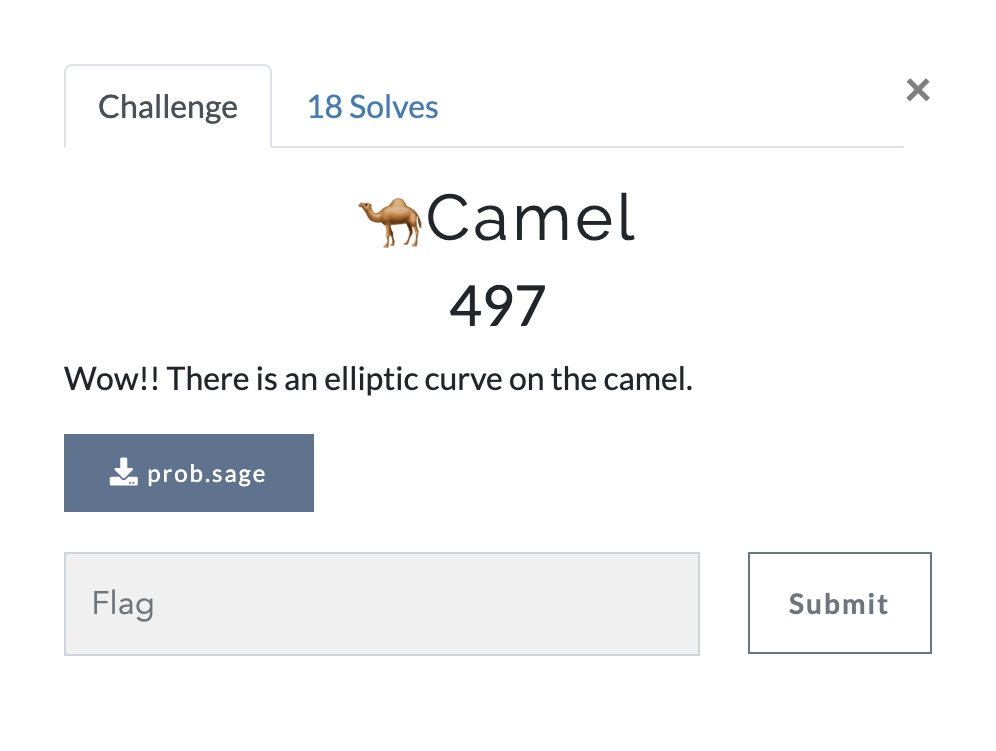 Challenge
18 Solves
×
🐪Camel
497
Wow!! There is an elliptic curve on the camel.
prob.sage
Flag
Submit